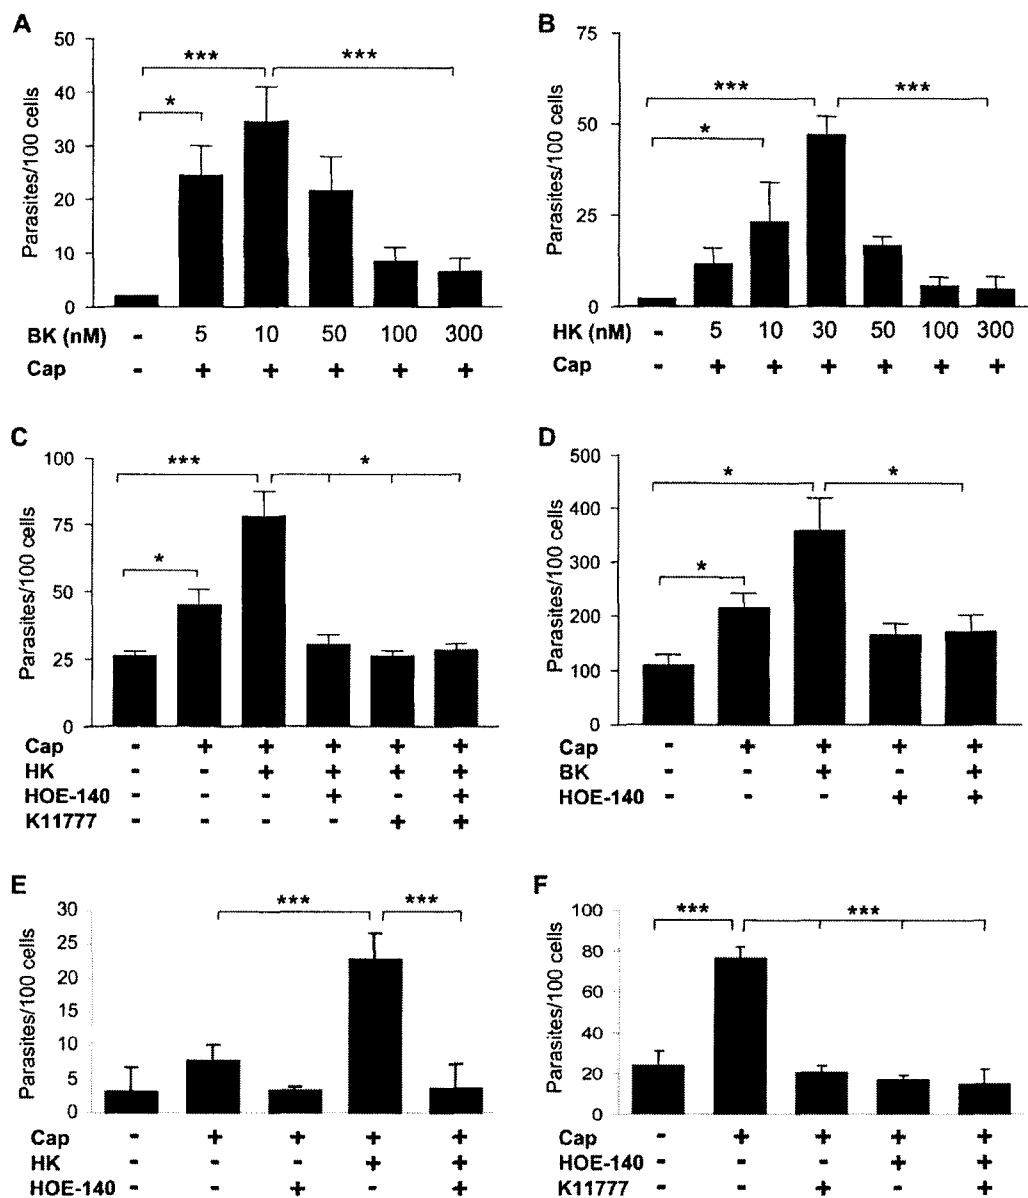 A
Parasites/100 cells
50
40
30
20
10
0
*** ***
*
BK (nM) - 5 10 50 100 300
Cap - + + + + +
B
Parasites/100 cells
75
50
25
0
*** ***
*
HK (nM) - 5 10 30 50 100 300
Cap - + + + + + +
C
Parasites/100 cells
100
75
50
25
0
*** *
*
Cap - + + + + +
HK - - + + + +
HOE-140 - - - + - +
K11777 - - - - + +
D
Parasites/100 cells
500
400
300
200
100
0
* *
*
Cap - + + + +
BK - - + - +
HOE-140 - - - + +
E
Parasites/100 cells
30
25
20
15
10
5
0
*** ***
Cap - + + + +
HK - - - + +
HOE-140 - - + - +
F
Parasites/100 cells
100
80
60
40
20
0
*** ***
Cap - + + + +
HOE-140 - - - + +
K11777 - - + - +